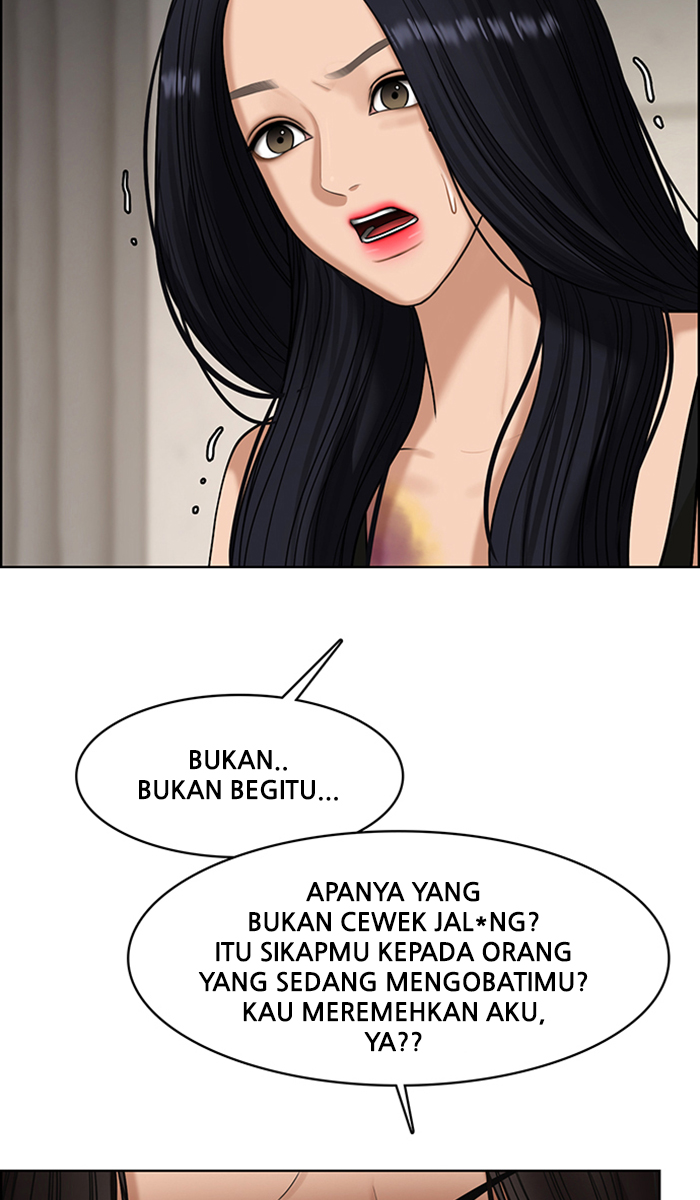 BUKAN..
BUKAN BEGITU...
APANYA YANG
BUKAN CEWEK JAL*NG?
ITU SIKAPMU KEPADA ORANG
YANG SEDANG MENGOBATIMU?
KAU MEREMEHKAN AKU,
YA??